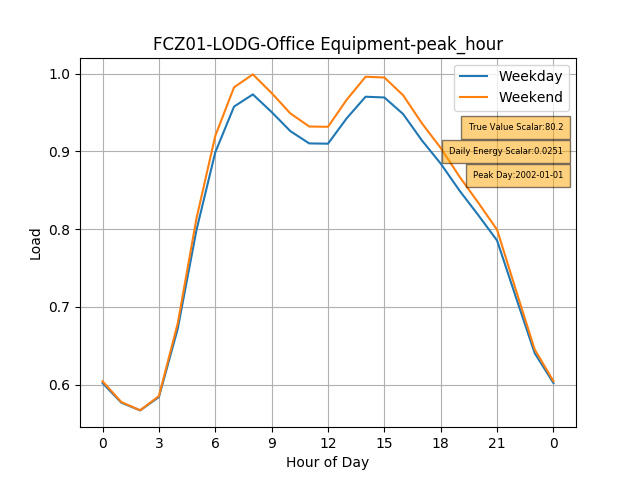 FCZ01-LODG-Office Equipment-peak_hour
Weekday
Weekend
True Value Scalar:80.2
Daily Energy Scalar:0.0251
Peak Day:2002-01-01
1.0
0.9
0.8
0.7
0.6
Load
0 3 6 9 12 15 18 21 0
Hour of Day